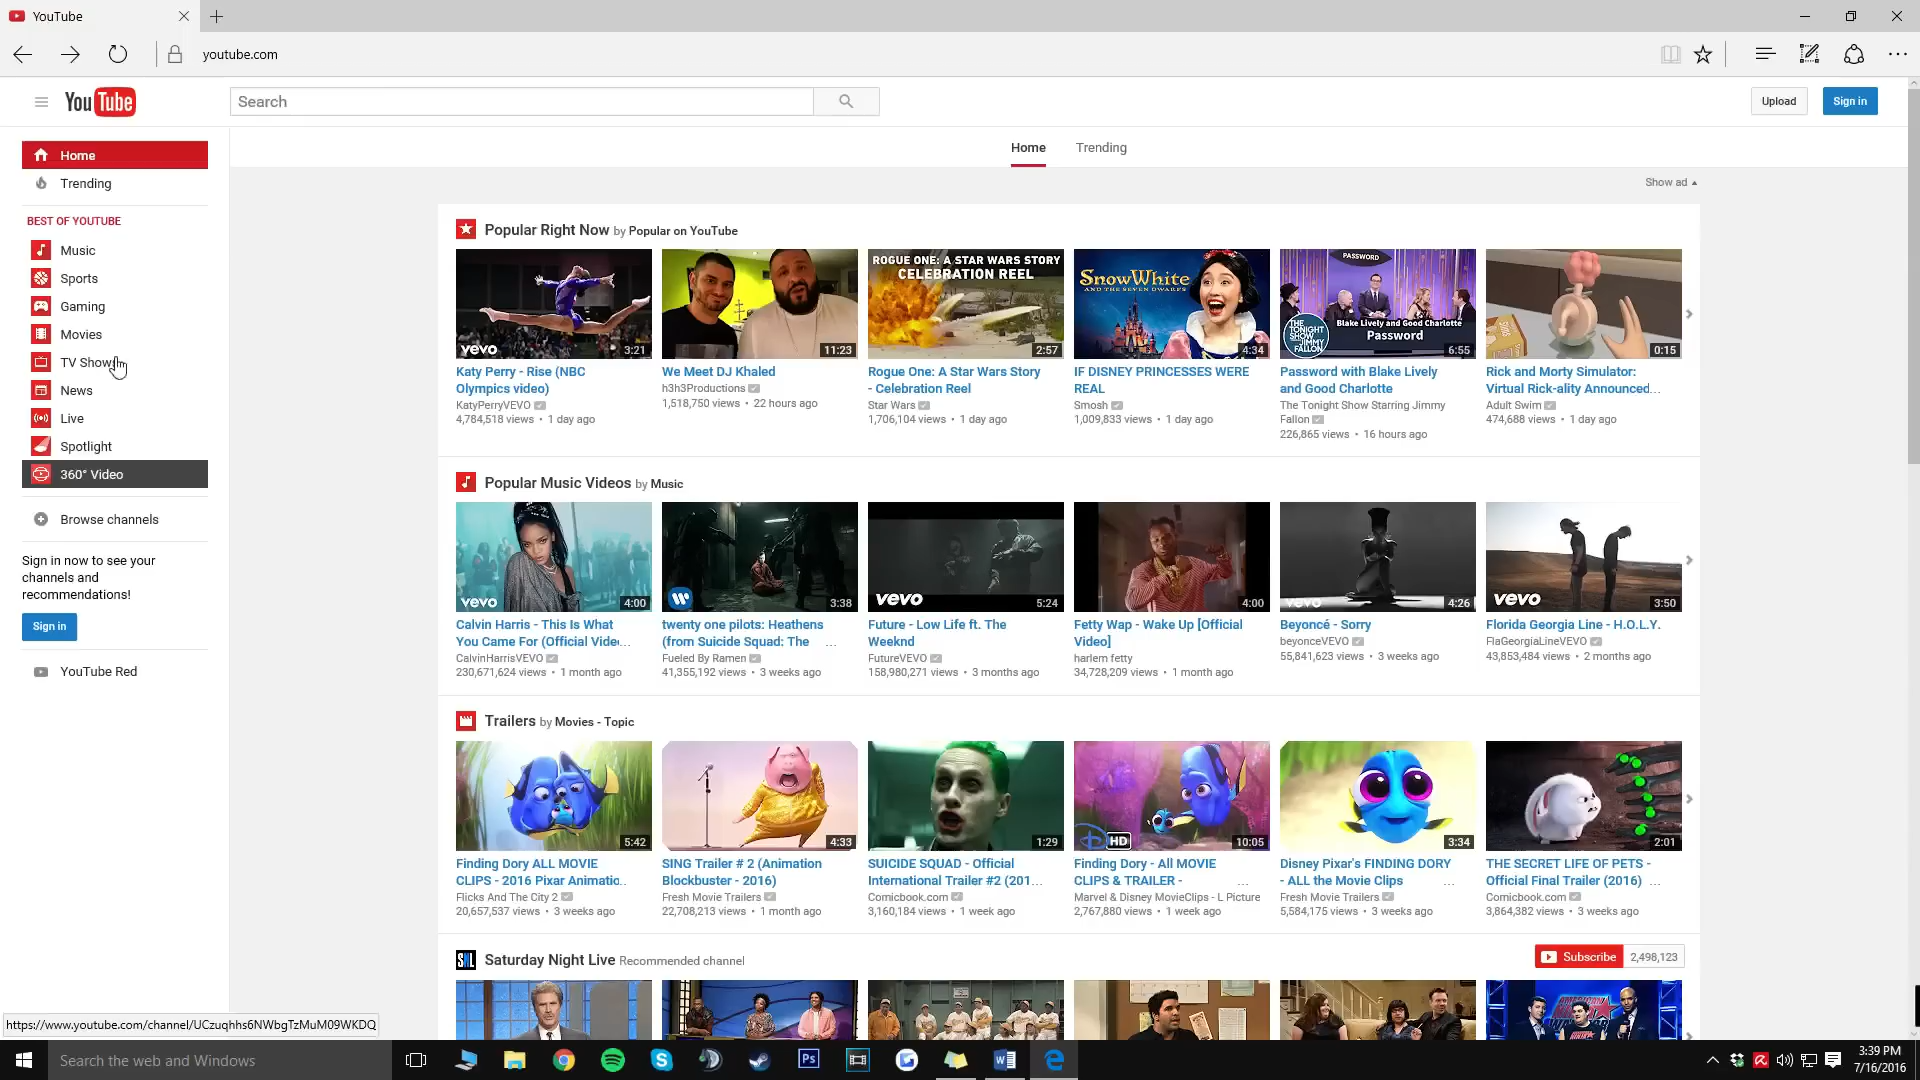 YouTube
youtube.com
YouTube
Search
Upload
Sign in
Home
Trending
BEST OF YOUTUBE
Music
Sports
Gaming
Movies
TV Shows
News
Live
Spotlight
360° Video
Browse channels
Sign in now to see your
channels and
recommendations!
Sign in
YouTube Red
Home
Trending
Show ad
Popular Right Now by Popular on YouTube
vevo
3:21
Katy Perry - Rise (NBC
Olympics video)
KatyPerryVEVO
4,784,518 views • 1 day ago
11:23
We Meet DJ Khaled
h3h3Productions
1,518,750 views • 22 hours ago
ROGUE ONE: A STAR WARS STORY
CELEBRATION REEL
2:57
Rogue One: A Star Wars Story
- Celebration Reel
Star Wars
1,706,104 views • 1 day ago
SNOW WHITE
AND THE SEVEN DWARFS
4:34
IF DISNEY PRINCESSES WERE
REAL
Smosh
1,009,833 views • 1 day ago
PASSWORD
THE TONIGHT SHOW JIMMY FALLON
Blake Lively and Good Charlotte
Password
6:55
Password with Blake Lively
and Good Charlotte
The Tonight Show Starring Jimmy
Fallon
226,865 views • 16 hours ago
0:15
Rick and Morty Simulator:
Virtual Rick-ality Announced...
Adult Swim
474,688 views • 1 day ago
Popular Music Videos by Music
vevo
4:00
Calvin Harris - This Is What
You Came For (Official Vide...
CalvinHarrisVEVO
230,671,624 views • 1 month ago
3:38
twenty one pilots: Heathens
(from Suicide Squad: The ...
Fueled By Ramen
41,355,192 views • 3 weeks ago
vevo
5:24
Future - Low Life ft. The
Weeknd
FutureVEVO
158,980,271 views • 3 months ago
4:00
Fetty Wap - Wake Up [Official
Video]
harlem fetty
34,728,209 views • 1 month ago
vevo
4:26
Beyoncé - Sorry
beyonceVEVO
55,841,623 views • 3 weeks ago
vevo
3:50
Florida Georgia Line - H.O.L.Y.
FlaGeorgiaLineVEVO
43,853,484 views • 2 months ago
Trailers by Movies - Topic
5:42
Finding Dory ALL MOVIE
CLIPS - 2016 Pixar Animatio...
Flicks And The City 2
20,657,537 views • 3 weeks ago
4:33
SING Trailer # 2 (Animation
Blockbuster - 2016)
Fresh Movie Trailers
22,708,213 views • 1 month ago
1:29
SUICIDE SQUAD - Official
International Trailer #2 (201...
Comicbook.com
3,160,184 views • 1 week ago
HD
10:05
Finding Dory - All MOVIE
CLIPS & TRAILER - ...
Marvel & Disney MovieClips - L Picture
2,767,880 views • 1 week ago
3:34
Disney Pixar's FINDING DORY
- ALL the Movie Clips ...
Fresh Movie Trailers
5,584,175 views • 3 weeks ago
2:01
THE SECRET LIFE OF PETS -
Official Final Trailer (2016) ...
Comicbook.com
3,864,382 views • 3 weeks ago
SNL
Saturday Night Live Recommended channel
Subscribe 2,498,123
https://www.youtube.com/channel/UCzuqhhs6NWbgTzMuM09WKDQ
Search the web and Windows
Ps
3:39 PM
7/16/2016